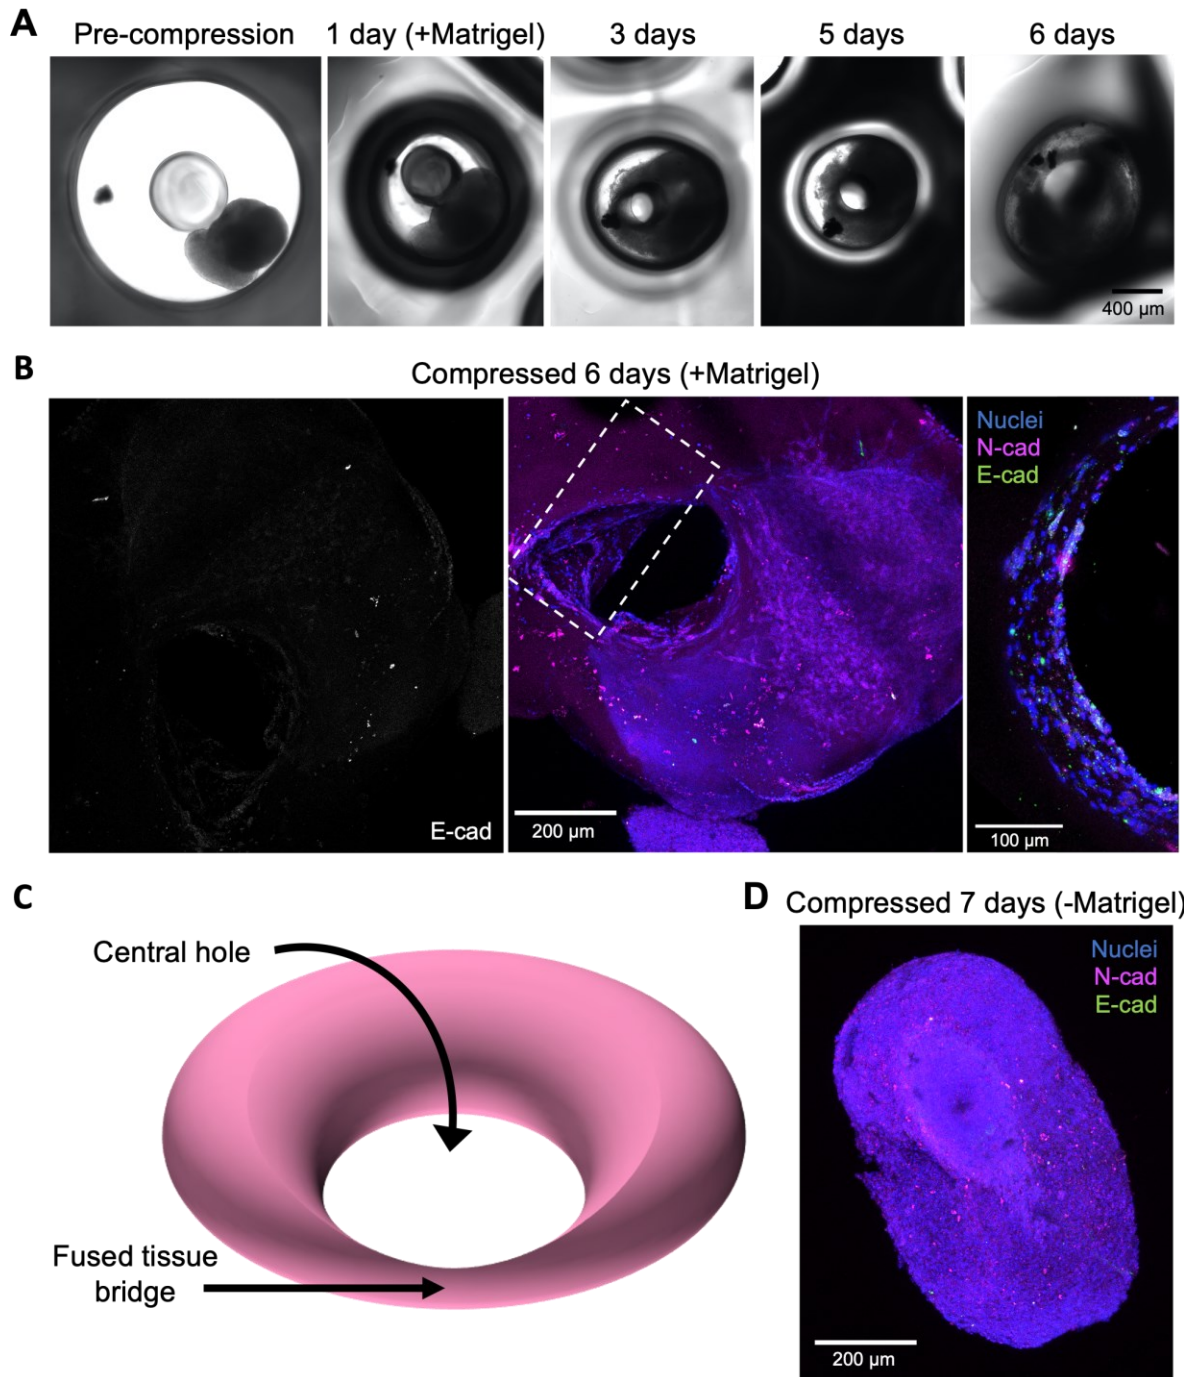 A
Pre-compression
1 day (+Matrigel)
3 days
5 days
6 days
400 µm
B
Compressed 6 days (+Matrigel)
E-cad
200 µm
Nuclei
N-cad
E-cad
100 µm
C
Central hole
Fused tissue
bridge
D
Compressed 7 days (-Matrigel)
Nuclei
N-cad
E-cad
200 µm